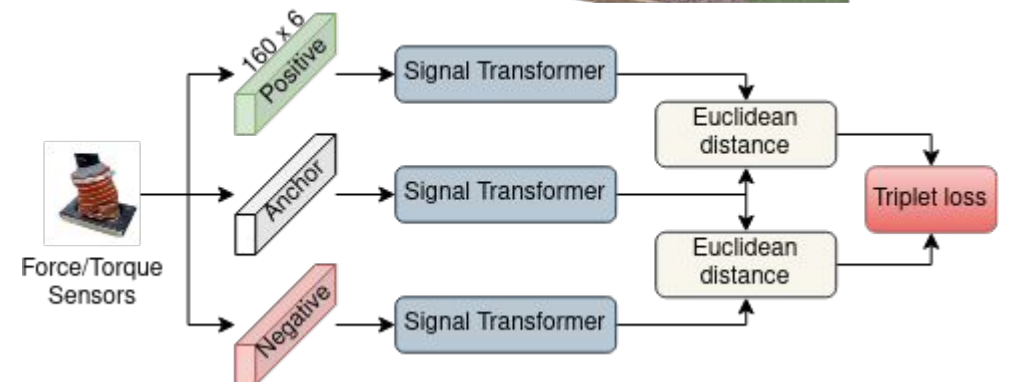 160 x 6
Positive
Signal Transformer
Euclidean
distance
Anchor
Signal Transformer
Triplet loss
Force/Torque
Sensors
Euclidean
distance
Negative
Signal Transformer